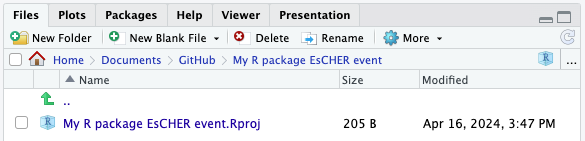 Files Plots Packages Help Viewer Presentation
New Folder New Blank File Delete Rename More
Home Documents GitHub My R package EsCHER event R ...
Name Size Modified
..
My R package EsCHER event.Rproj 205 B Apr 16, 2024, 3:47 PM